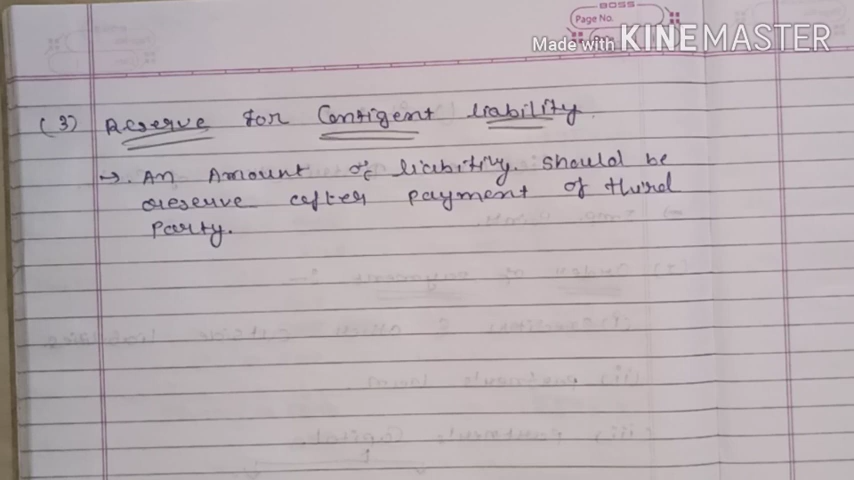 BOSS
Page No.
Made with KINEMASTER
(3) Reserve for Contigent liability.
→. An Amount of liability. should be
reserve after payment of third
Party.